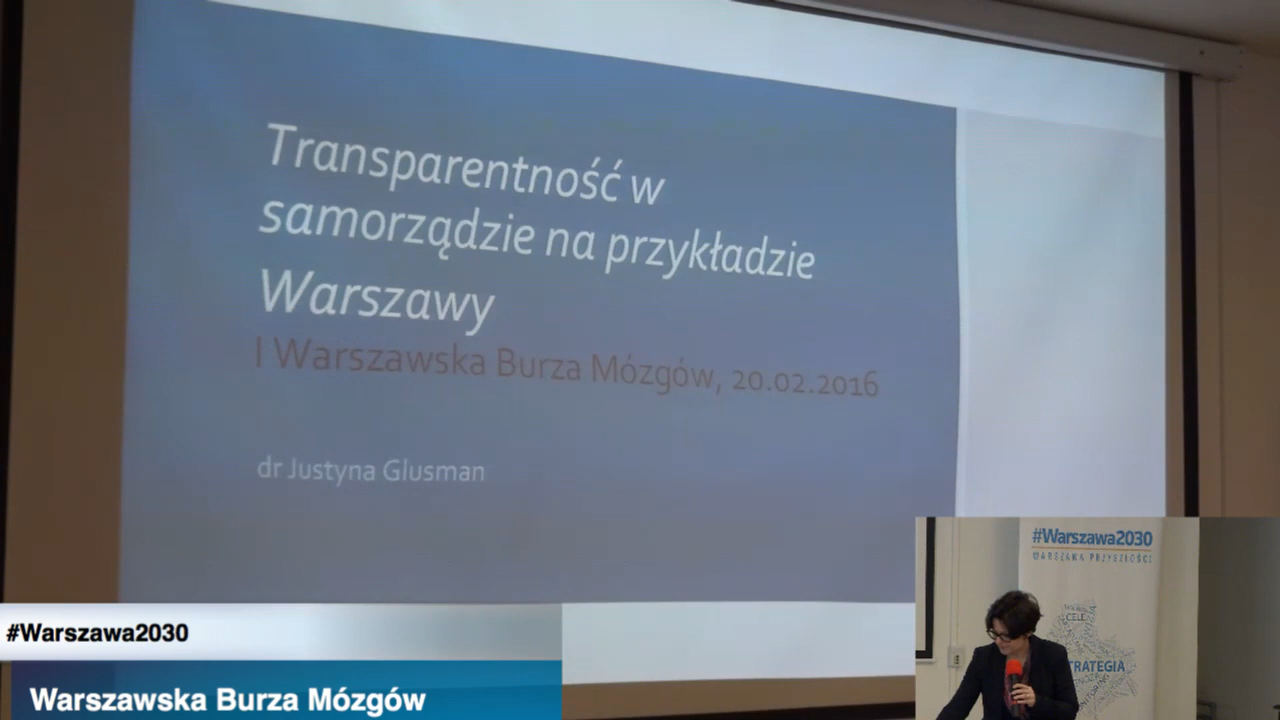 Transparentność w
samorządzie na przykładzie
Warszawy
I Warszawska Burza Mózgów, 20.02.2016
dr Justyna Glusman
#Warszawa2030
WARSZAWA PRZYSZŁOŚCI
CELE
STRATEGIA
#Warszawa2030
Warszawska Burza Mózgów